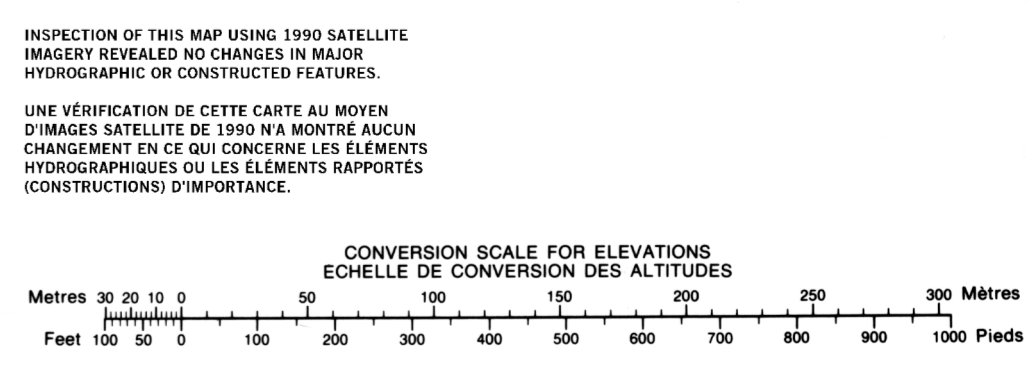 INSPECTION OF THIS MAP USING 1990 SATELLITE
IMAGERY REVEALED NO CHANGES IN MAJOR
HYDROGRAPHIC OR CONSTRUCTED FEATURES.
UNE VÉRIFICATION DE CETTE CARTE AU MOYEN
D'IMAGES SATELLITE DE 1990 N'A MONTRÉ AUCUN
CHANGEMENT EN CE QUI CONCERNE LES ÉLÉMENTS
HYDROGRAPHIQUES OU LES ÉLÉMENTS RAPPORTÉS
(CONSTRUCTIONS) D'IMPORTANCE.
CONVERSION SCALE FOR ELEVATIONS
ECHELLE DE CONVERSION DES ALTITUDES
Metres 30 20 10 0 50 100 150 200 250 300 Mètres
Feet 100 50 0 100 200 300 400 500 600 700 800 900 1000 Pieds